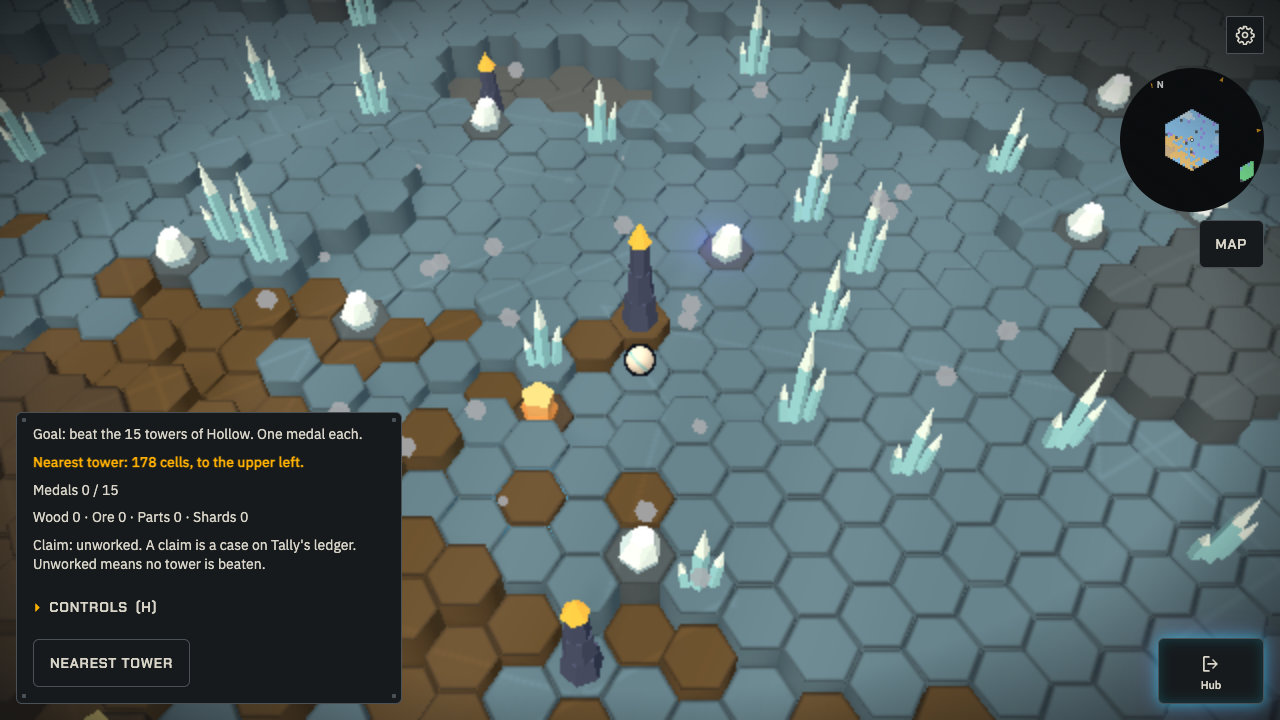 N
MAP
Goal: beat the 15 towers of Hollow. One medal each.
Nearest tower: 178 cells, to the upper left.
Medals 0 / 15
Wood 0 · Ore 0 · Parts 0 · Shards 0
Claim: unworked. A claim is a case on Tally's ledger.
Unworked means no tower is beaten.
CONTROLS (H)
NEAREST TOWER
Hub